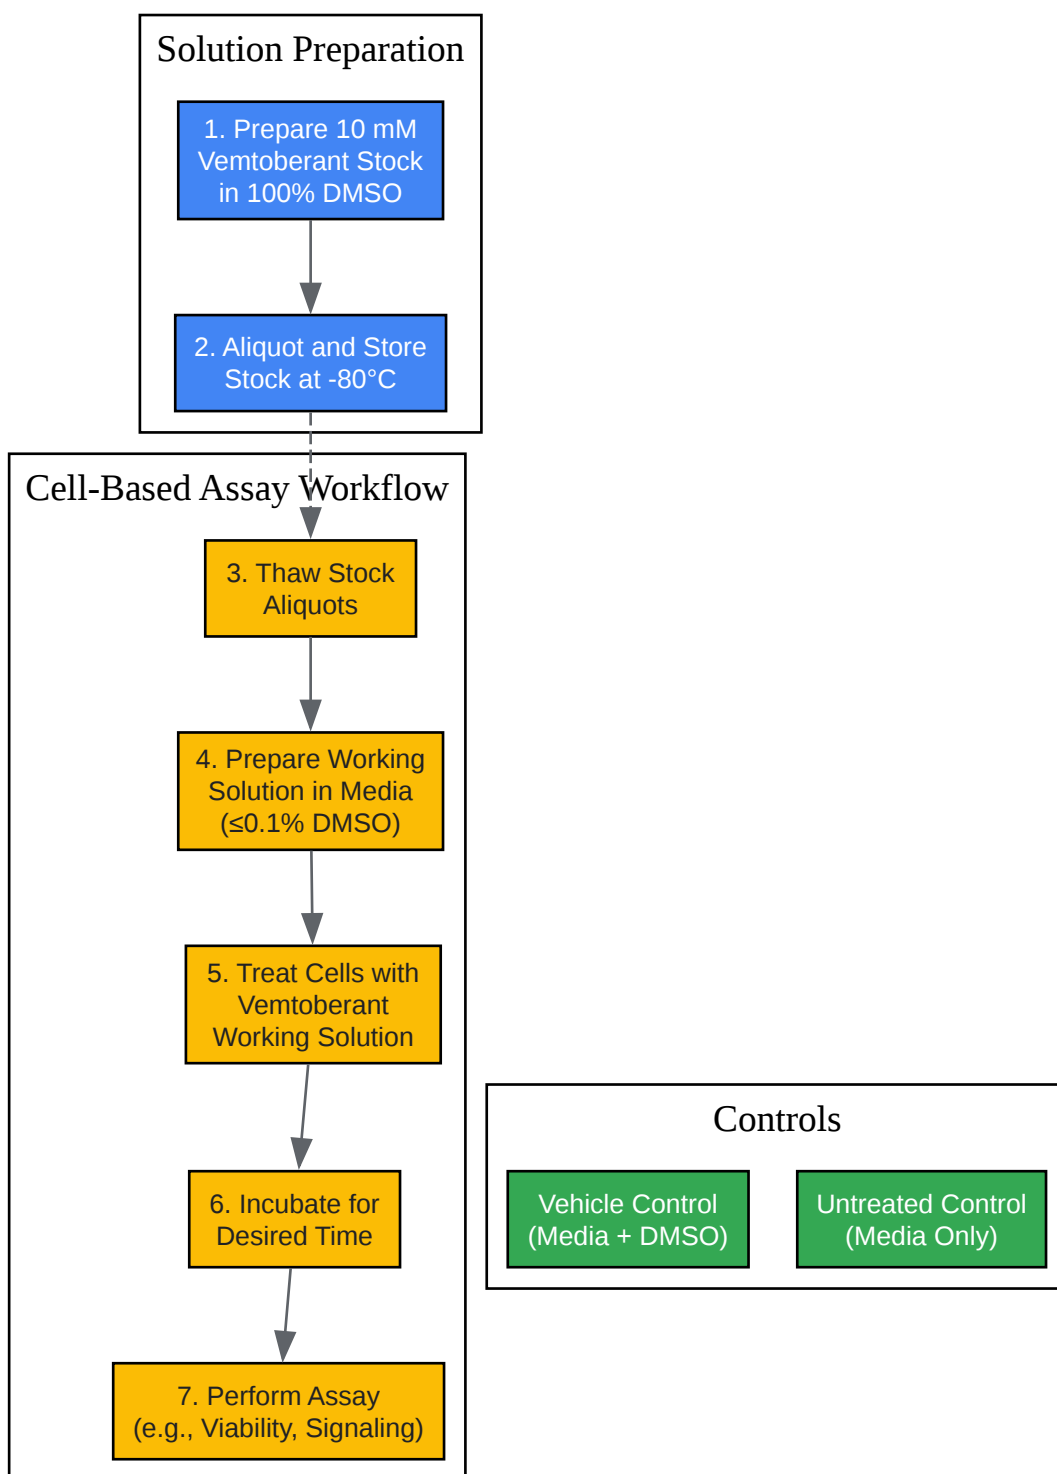 Solution Preparation
1. Prepare 10 mM
Vemtoberant Stock
in 100% DMSO
2. Aliquot and Store
Stock at -80°C
Cell-Based Assay Workflow
3. Thaw Stock
Aliquots
4. Prepare Working
Solution in Media
(≤0.1% DMSO)
5. Treat Cells with
Vemtoberant
Working Solution
6. Incubate for
Desired Time
7. Perform Assay
(e.g., Viability, Signaling)
Controls
Vehicle Control
(Media + DMSO)
Untreated Control
(Media Only)